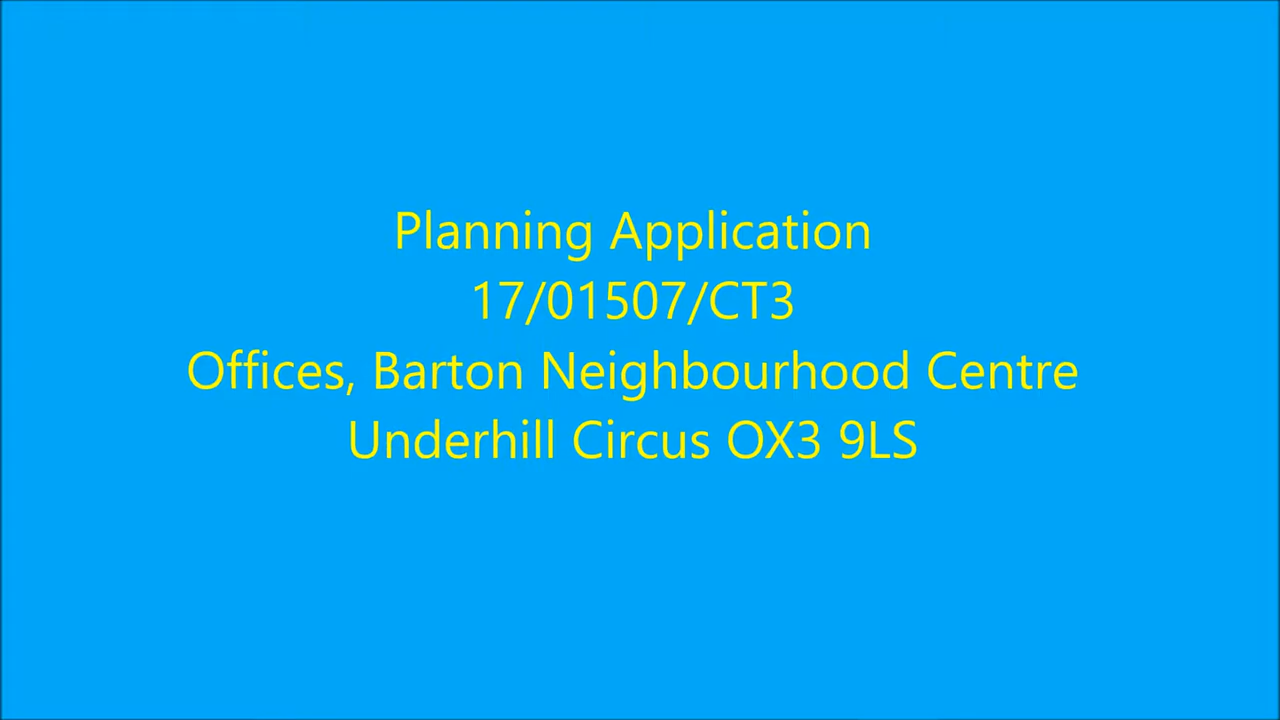 Planning Application
17/01507/CT3
Offices, Barton Neighbourhood Centre
Underhill Circus OX3 9LS